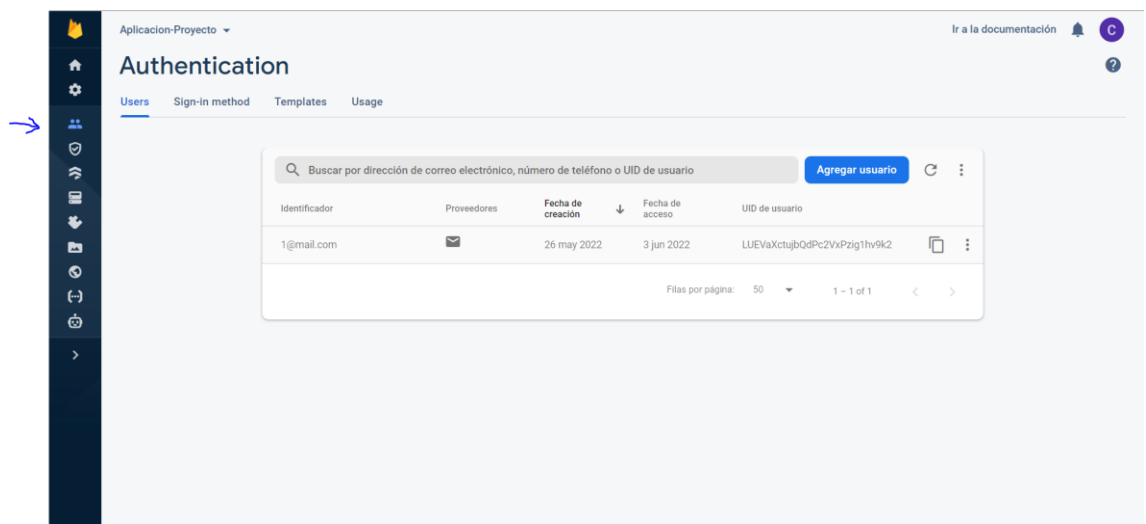 Aplicacion-Proyecto
Ir a la documentación
C
Authentication
Users Sign-in method Templates Usage
Buscar por dirección de correo electrónico, número de teléfono o UID de usuario
Agregar usuario
Identificador Proveedores Fecha de creación Fecha de acceso UID de usuario
1@mail.com 26 may 2022 3 jun 2022 LUEVaXctujbQdPc2VxPzig1hv9k2
Filas por página: 50 1 – 1 of 1